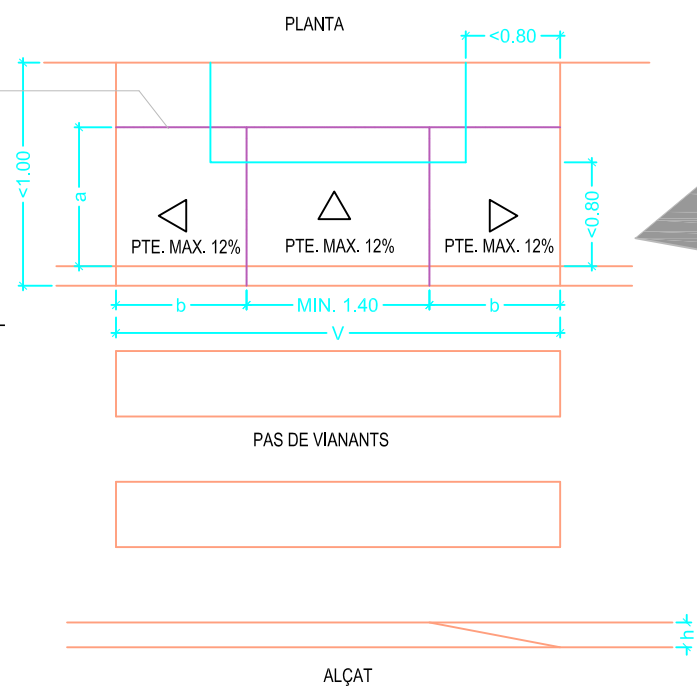 PLANTA
<0.80
<1.00
a
<0.80
PTE. MAX. 12%
PTE. MAX. 12%
PTE. MAX. 12%
b
MIN. 1.40
b
V
PAS DE VIANANTS
h
ALÇAT